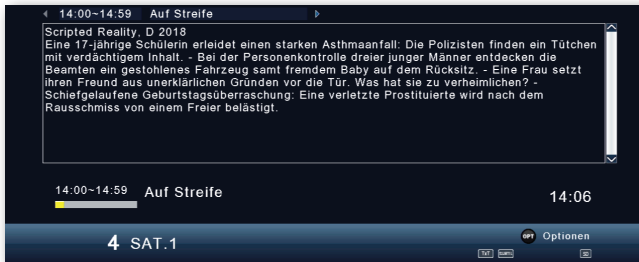 14:00~14:59 Auf Streife
Scripted Reality, D 2018
Eine 17-jährige Schülerin erleidet einen starken Asthmaanfall: Die Polizisten finden ein Tütchen
mit verdächtigem Inhalt. - Bei der Personenkontrolle dreier junger Männer entdecken die
Beamten ein gestohlenes Fahrzeug samt fremdem Baby auf dem Rücksitz. - Eine Frau setzt
ihren Freund aus unerklärlichen Gründen vor die Tür. Was hat sie zu verheimlichen? -
Schiefgelaufene Geburtstagsüberraschung: Eine verletzte Prostituierte wird nach dem
Rausschmiss von einem Freier belästigt.
14:00~14:59 Auf Streife
14:06
OPT Optionen
4 SAT.1
TXT SD